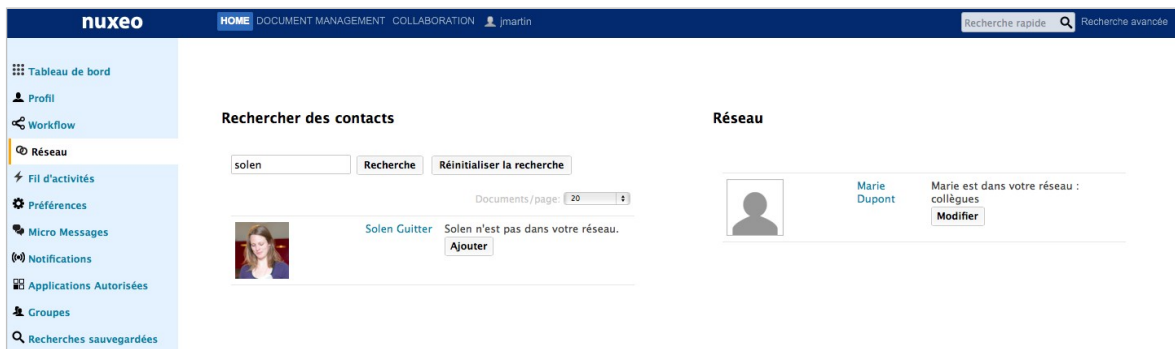 nuxeo
HOME DOCUMENT MANAGEMENT COLLABORATION jmartin
Recherche rapide Recherche avancée
Tableau de bord
Profil
Workflow
Réseau
Fil d'activités
Préférences
Micro Messages
Notifications
Applications Autorisées
Groupes
Recherches sauvegardées
Rechercher des contacts
solen Recherche Réinitialiser la recherche
Documents/page: 20
Solen Guitter Solen n'est pas dans votre réseau.
Ajouter
Réseau
Marie Dupont
Marie est dans votre réseau :
collègues
Modifier